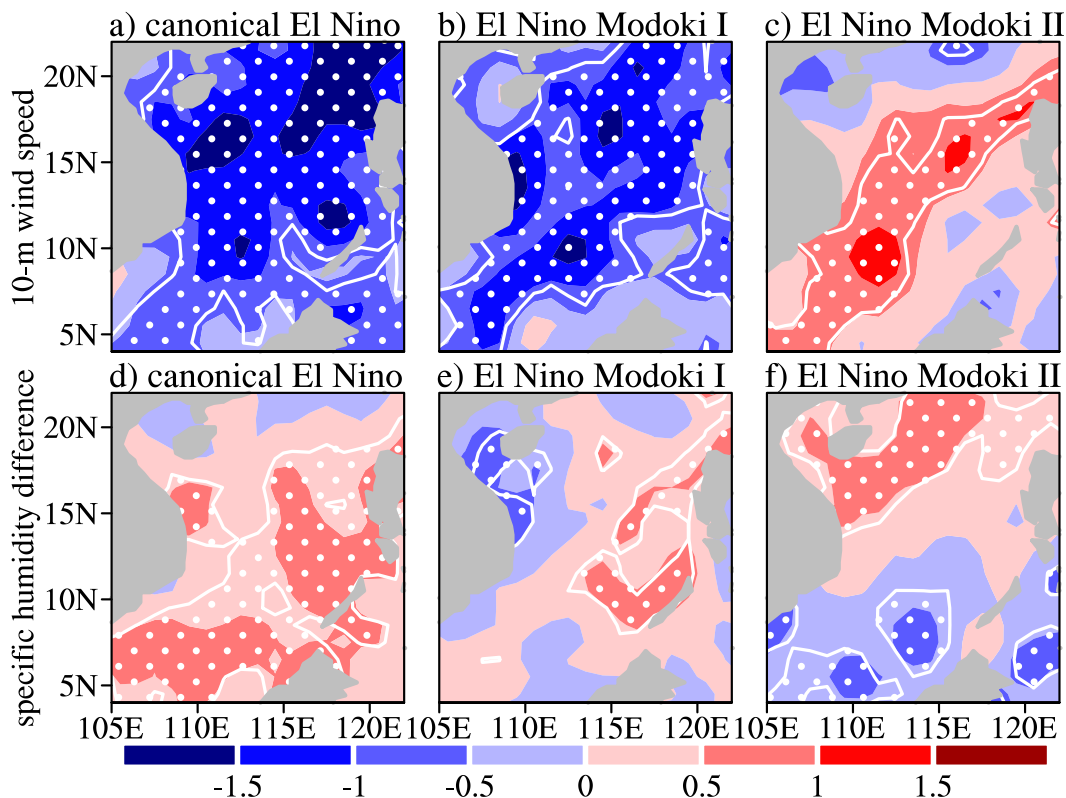 a) canonical El Nino
b) El Nino Modoki I
c) El Nino Modoki II
10-m wind speed
20N
15N
10N
5N
d) canonical El Nino
e) El Nino Modoki I
f) El Nino Modoki II
specific humidity difference
20N
15N
10N
5N
105E 110E 115E 120E
105E 110E 115E 120E
105E 110E 115E 120E
-1.5 -1 -0.5 0 0.5 1 1.5